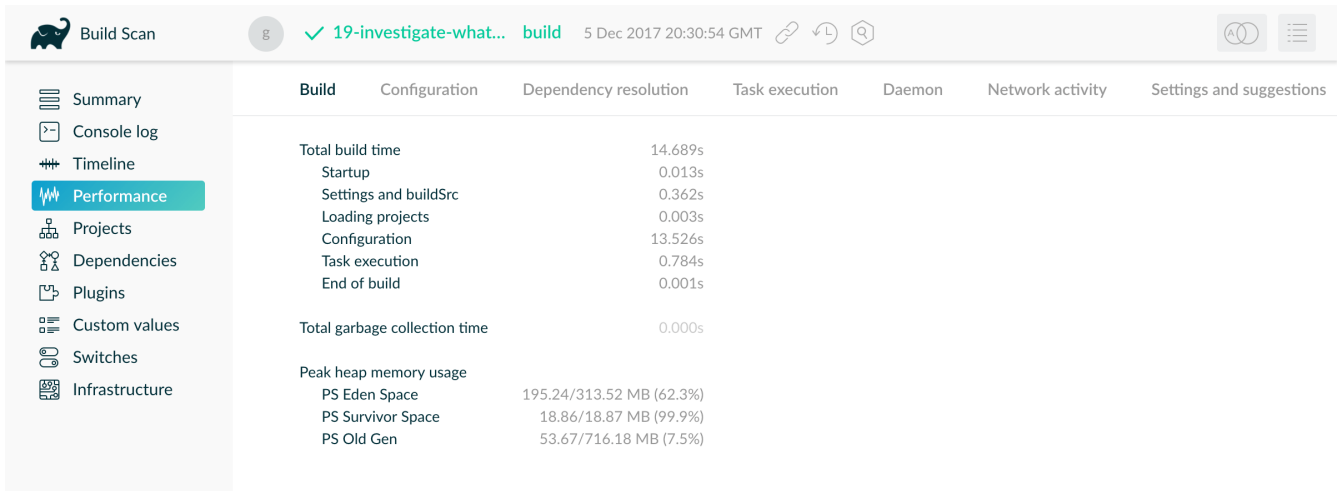 Build Scan
g 19-investigate-what... build 5 Dec 2017 20:30:54 GMT A
Summary
Console log
Timeline
Performance
Projects
Dependencies
Plugins
Custom values
Switches
Infrastructure
Build Configuration Dependency resolution Task execution Daemon Network activity Settings and suggestions
Total build time 14.689s
Startup 0.013s
Settings and buildSrc 0.362s
Loading projects 0.003s
Configuration 13.526s
Task execution 0.784s
End of build 0.001s
Total garbage collection time 0.000s
Peak heap memory usage
PS Eden Space 195.24/313.52 MB (62.3%)
PS Survivor Space 18.86/18.87 MB (99.9%)
PS Old Gen 53.67/716.18 MB (7.5%)